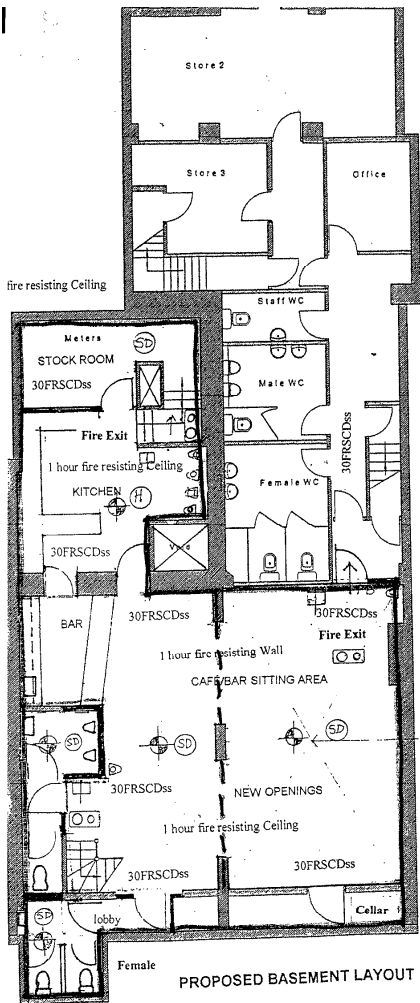 Store 2
Store 3
Office
fire resisting Ceiling
Staff WC
Meters
SD
STOCK ROOM
30FRSCDss
Male WC
Fire Exit
1 hour fire resisting Ceiling
30FRSCDss
KITCHEN
H
Female WC
30FRSCDss
Void
30FRSCDss
30FRSCDss
BAR
Fire Exit
1 hour fire resisting Wall
CAFE/BAR SITTING AREA
SD
SD
SD
30FRSCDss
NEW OPENINGS
1 hour fire resisting Ceiling
30FRSCDss
30FRSCDss
SD
lobby
Cellar
Female
PROPOSED BASEMENT LAYOUT